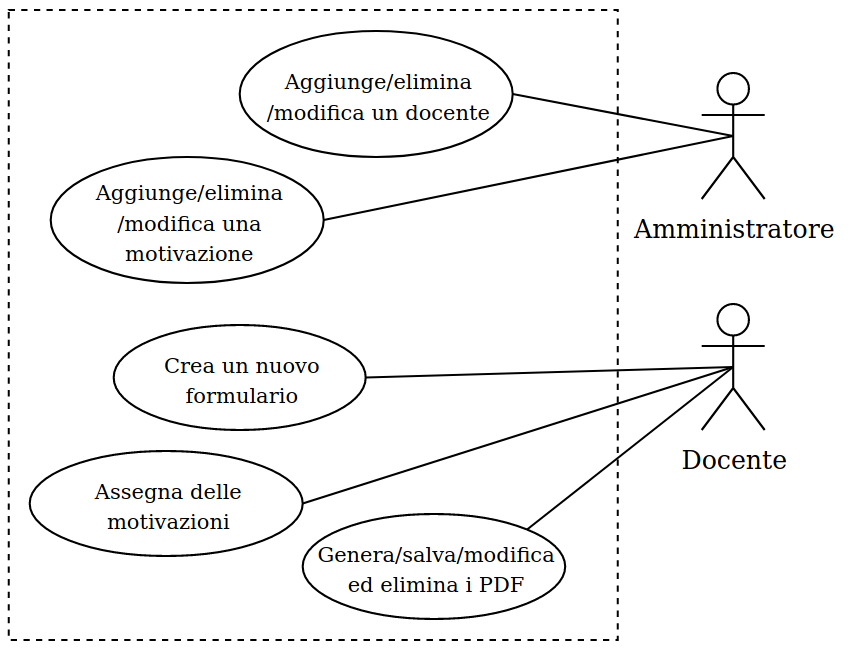 Aggiunge/elimina
/modifica un docente
Aggiunge/elimina
/modifica una
motivazione
Amministratore
Crea un nuovo
formulario
Docente
Assegna delle
motivazioni
Genera/salva/modifica
ed elimina i PDF